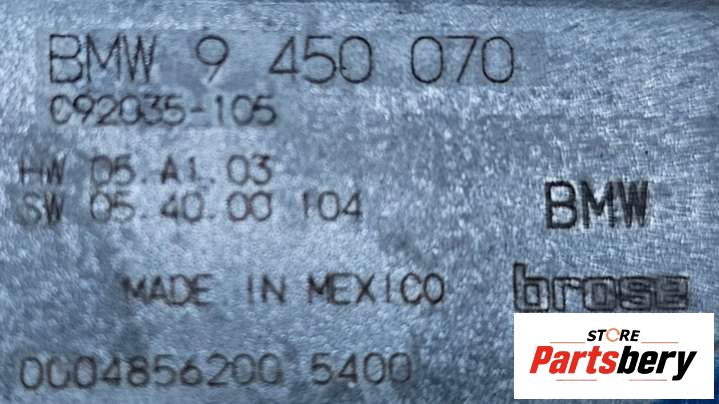 BMW 9 450 070
C92035-105
HW 05.A1.03
SW 05.40.00 104
BMW
MADE IN MEXICO
brose
0004856200 5400
STORE
Partsbery